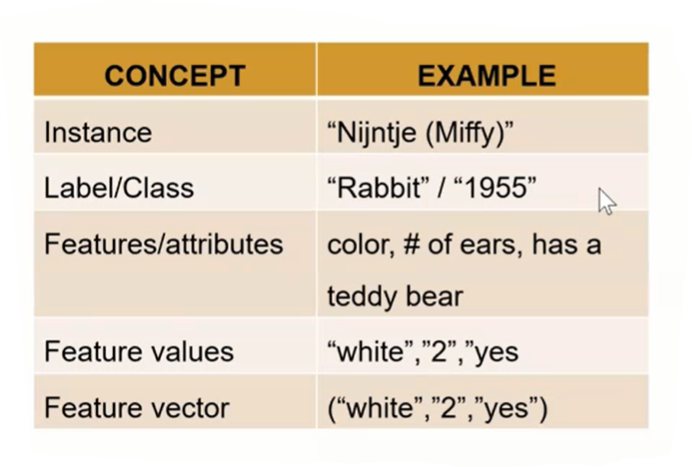 CONCEPT EXAMPLE
Instance “Nijntje (Miffy)”
Label/Class “Rabbit” / “1955”
Features/attributes color, # of ears, has a
teddy bear
Feature values “white”,”2”,”yes
Feature vector (“white”,”2”,”yes”)